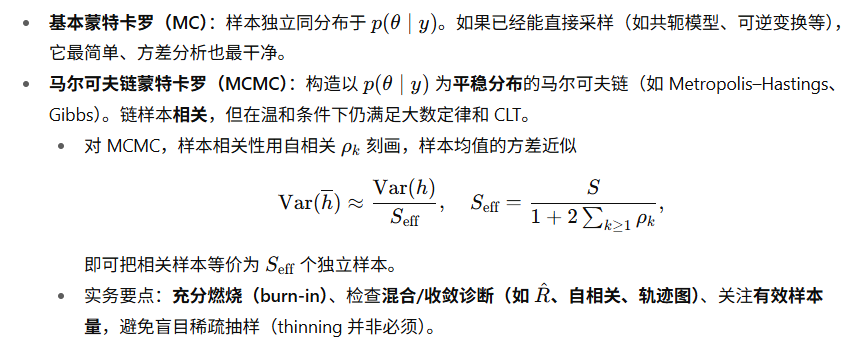 • 基本蒙特卡罗（MC）：样本独立同分布于 p(θ | y)。如果已经能直接采样（如共轭模型、可逆变换等），
它最简单、方差分析也最干净。
• 马尔可夫链蒙特卡罗（MCMC）：构造以 p(θ | y) 为平稳分布的马尔可夫链（如 Metropolis–Hastings、
Gibbs）。链样本相关，但在温和条件下仍满足大数定律和 CLT。
• 对 MCMC，样本相关性用自相关 ρₖ 刻画，样本均值的方差近似
Var(h̅) ≈ Var(h) / S_eff, S_eff = S / (1 + 2 ∑_{k≥1} ρₖ),
即可把相关样本等价为 S_eff 个独立样本。
• 实务要点：充分燃烧（burn-in）、检查混合/收敛诊断（如 R̂、自相关、轨迹图）、关注有效样本
量，避免盲目稀疏抽样（thinning 并非必须）。